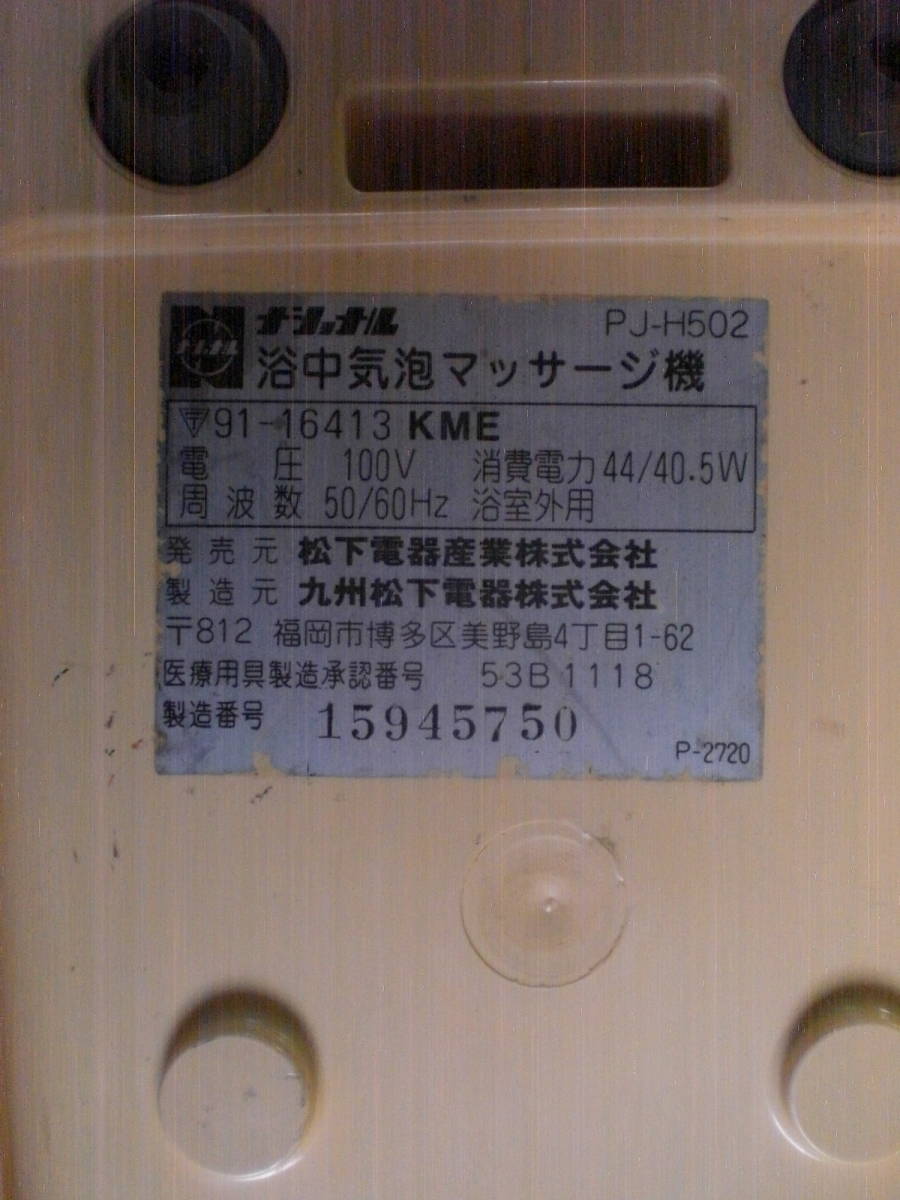 ナショナル PJ-H502
浴中気泡マッサージ機
〒91-16413 KME
電圧 100V 消費電力 44/40.5W
周波数 50/60Hz 浴室外用
発売元 松下電器産業株式会社
製造元 九州松下電器株式会社
〒812 福岡市博多区美野島4丁目1-62
医療用具製造承認番号 53B1118
製造番号 15945750
P-2720